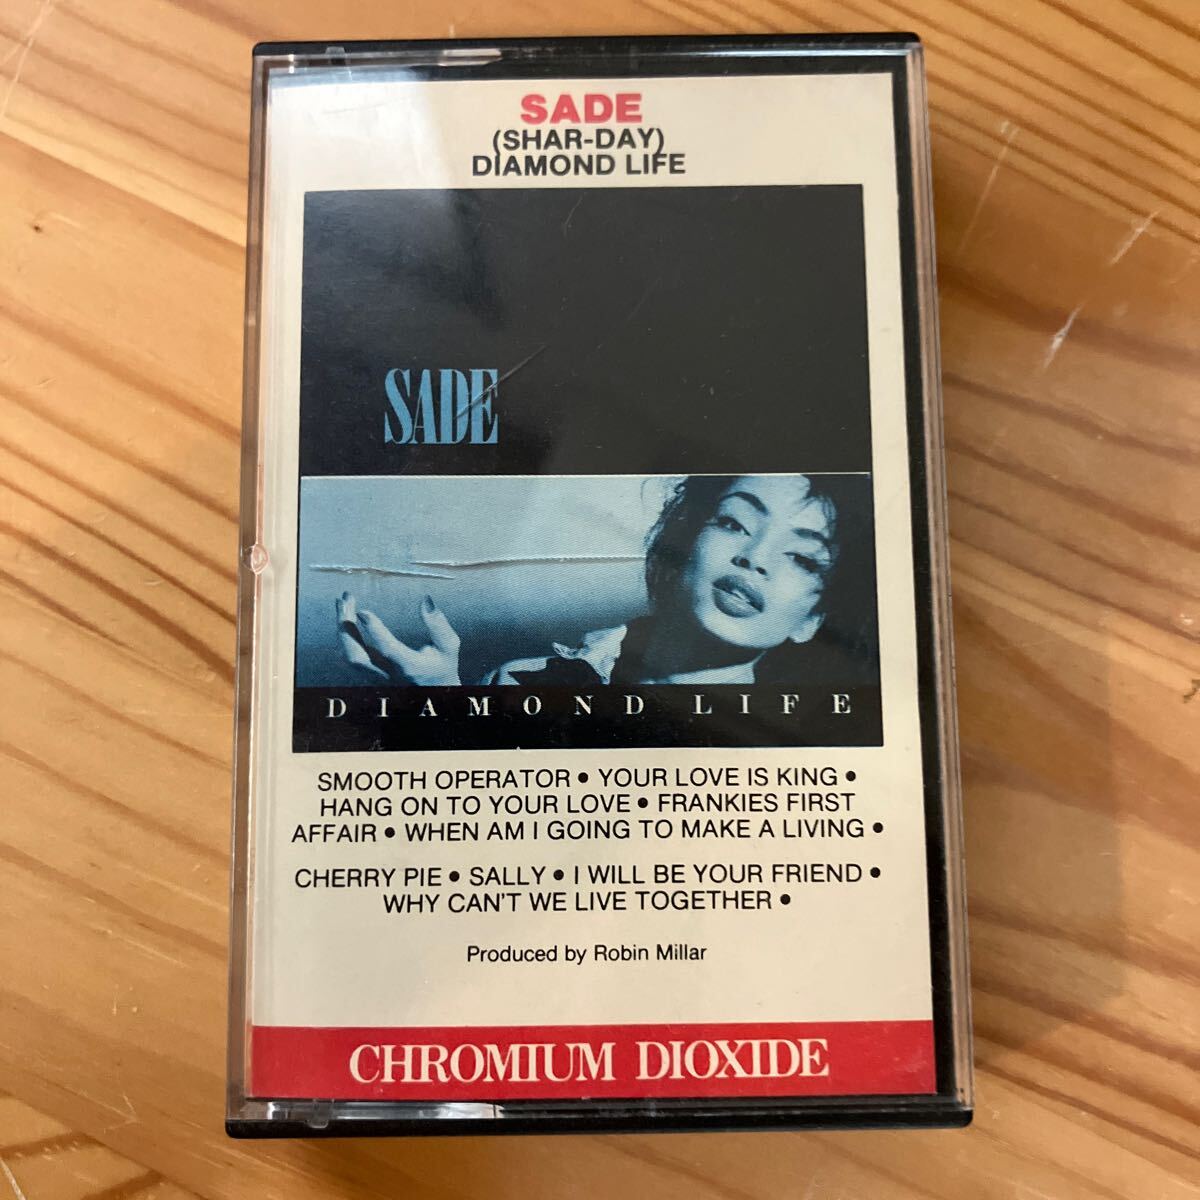 SADE
(SHAR-DAY)
DIAMOND LIFE
SADE
DIAMOND LIFE
SMOOTH OPERATOR • YOUR LOVE IS KING •
HANG ON TO YOUR LOVE • FRANKIES FIRST
AFFAIR • WHEN AM I GOING TO MAKE A LIVING •
CHERRY PIE • SALLY • I WILL BE YOUR FRIEND •
WHY CAN'T WE LIVE TOGETHER •
Produced by Robin Millar
CHROMIUM DIOXIDE